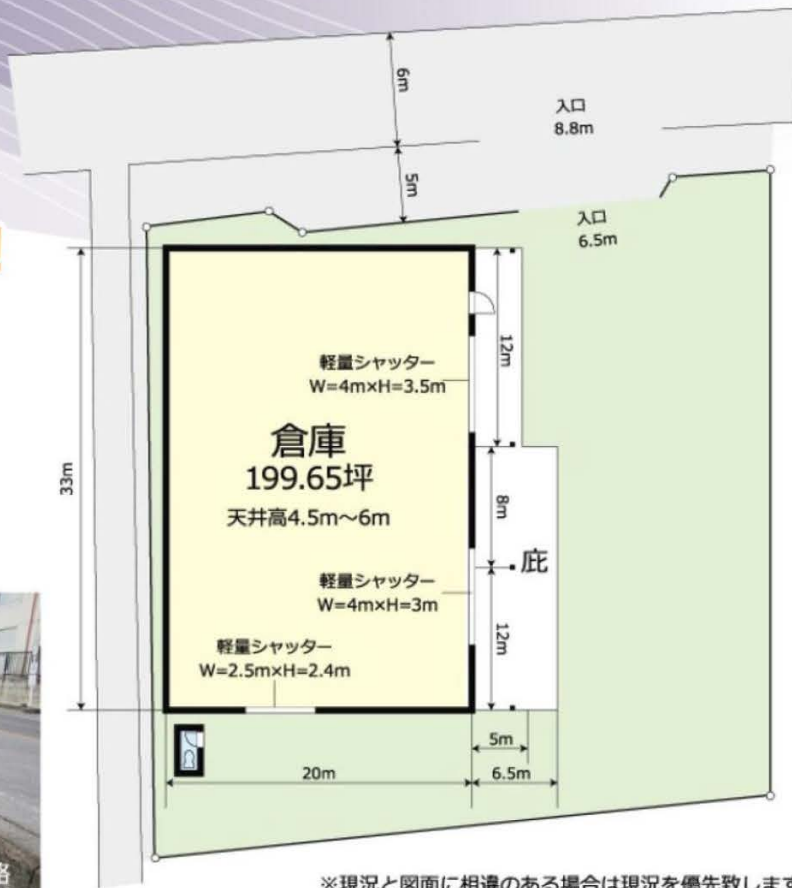 6m
入口
8.8m
5m
入口
6.5m
12m
軽量シャッター
W=4m×H=3.5m
倉庫
199.65坪
天井高4.5m～6m
33m
8m
庇
軽量シャッター
W=4m×H=3m
12m
軽量シャッター
W=2.5m×H=2.4m
5m
20m
6.5m
路
※現況と図面に相違のある場合は現況を優先致します